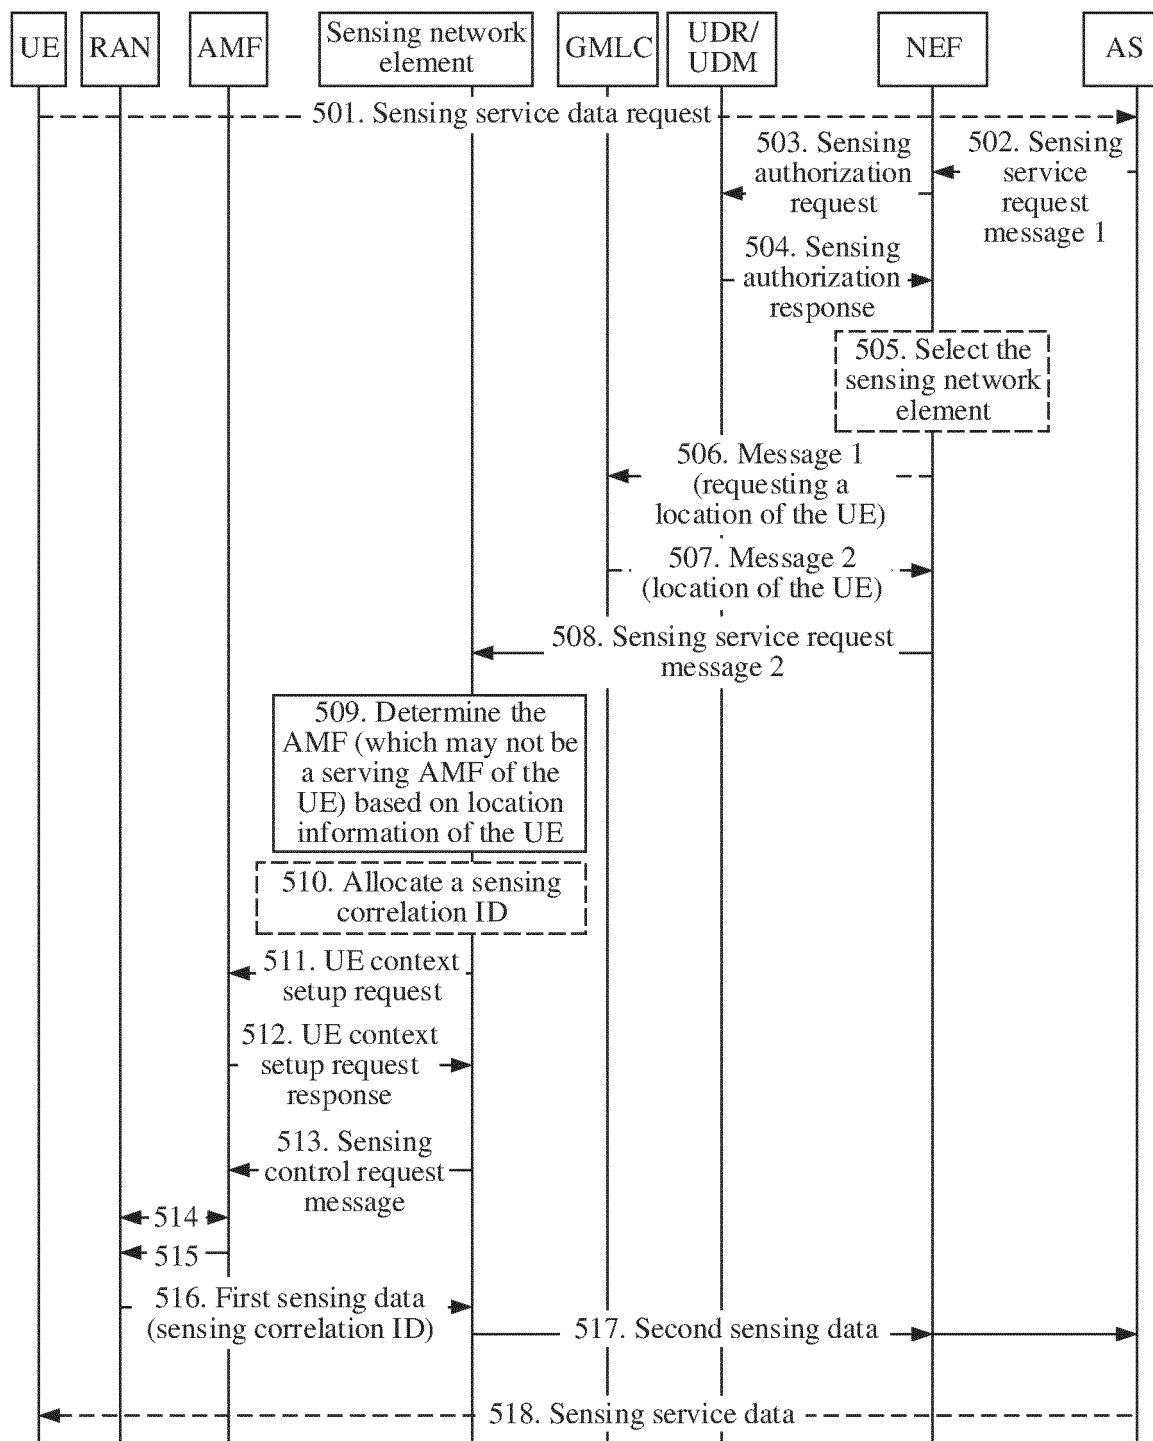 UE
RAN
AMF
Sensing network
element
GMLC
UDR/
UDM
NEF
AS
501. Sensing service data request
502. Sensing
service
request
message 1
503. Sensing
authorization
request
504. Sensing
authorization
response
505. Select the
sensing network
element
506. Message 1
(requesting a
location of the UE)
507. Message 2
(location of the UE)
508. Sensing service request
message 2
509. Determine the
AMF (which may not be
a serving AMF of the
UE) based on location
information of the UE
510. Allocate a sensing
correlation ID
511. UE context
setup request
512. UE context
setup request
response
513. Sensing
control request
message
514
515
516. First sensing data
(sensing correlation ID)
517. Second sensing data
518. Sensing service data